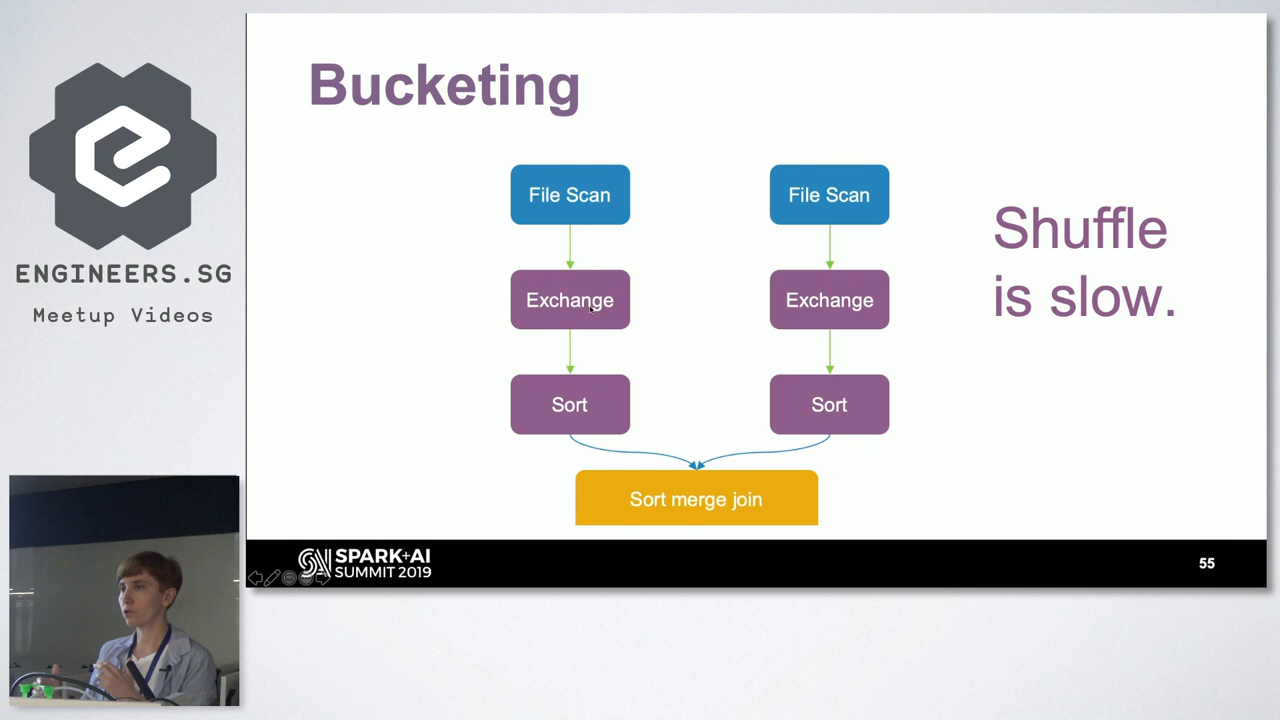 Bucketing
File Scan
File Scan
Exchange
Exchange
Sort
Sort
Sort merge join
Shuffle
is slow.
ENGINEERS.SG
Meetup Videos
SPARK+AI
SUMMIT 2019
55